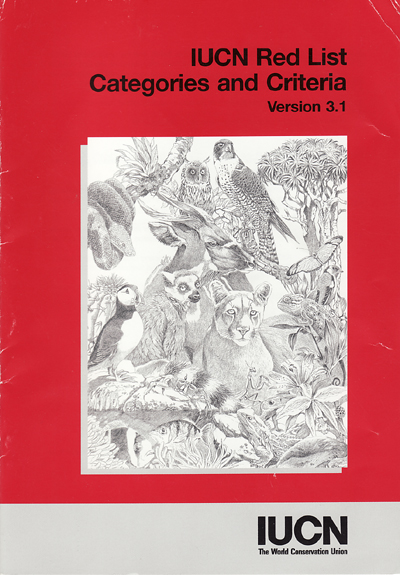 IUCN Red List
Categories and Criteria
Version 3.1
IUCN
The World Conservation Union